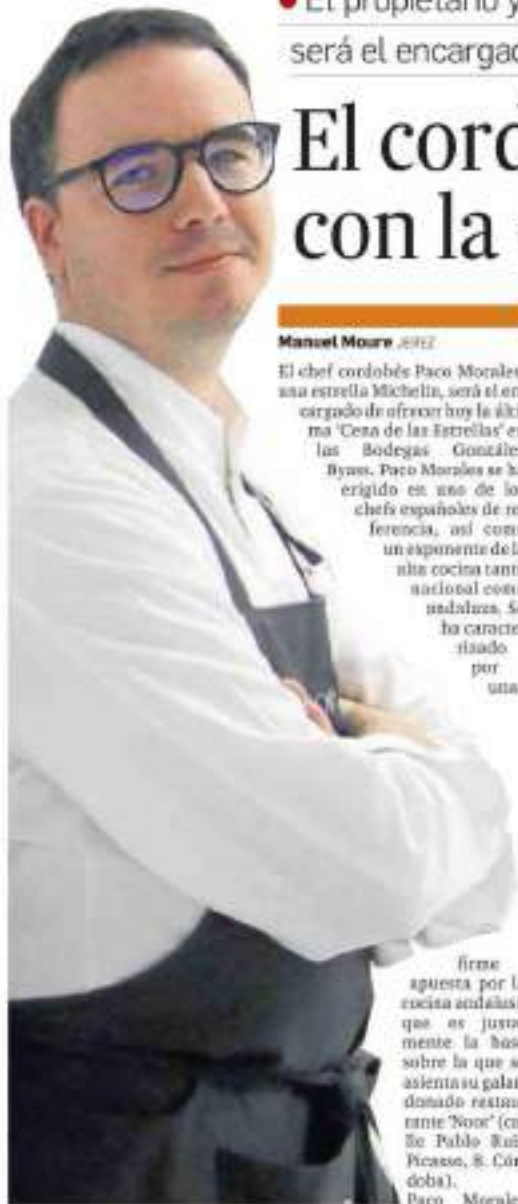 El propietario y
será el encargad
El cord
con la
Manuel Moure JEREZ
El chef cordobés Paco Morales
una estrella Michelin, será el en-
cargado de ofrecer hoy la últi-
ma 'Cena de las Estrellas' e
las Bodegas Gonzále
Byass. Paco Morales se h
erigido en uno de lo
chefs españoles de re
ferencia, así com
un exponente de l
alta cocina tant
nacional com
andaluza. S
ha caracte
rizado
por
una
firme
apuesta por l
cocina andalus
que es justa
mente la bas
sobre la que s
asienta su galar
donado restau
rante 'Noor' (ca
lle Pablo Rui
Picasso, 8. Cór
doba).
Paco Morale